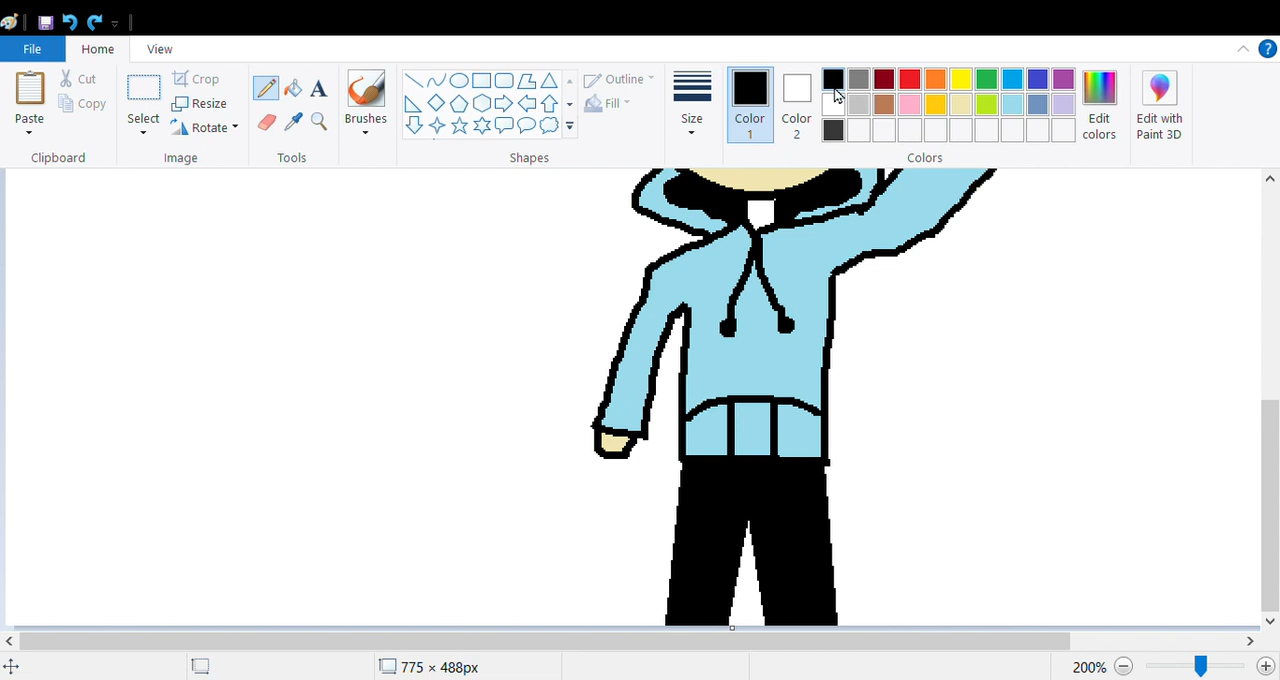 File Home View ?
Cut
Copy
Paste
Clipboard
Select
Crop
Resize
Rotate
Image
A
Tools
Brushes
Outline
Fill
Shapes
Size
Color
1
Color
2
Edit
colors
Colors
Edit with
Paint 3D
775 × 488px
200%